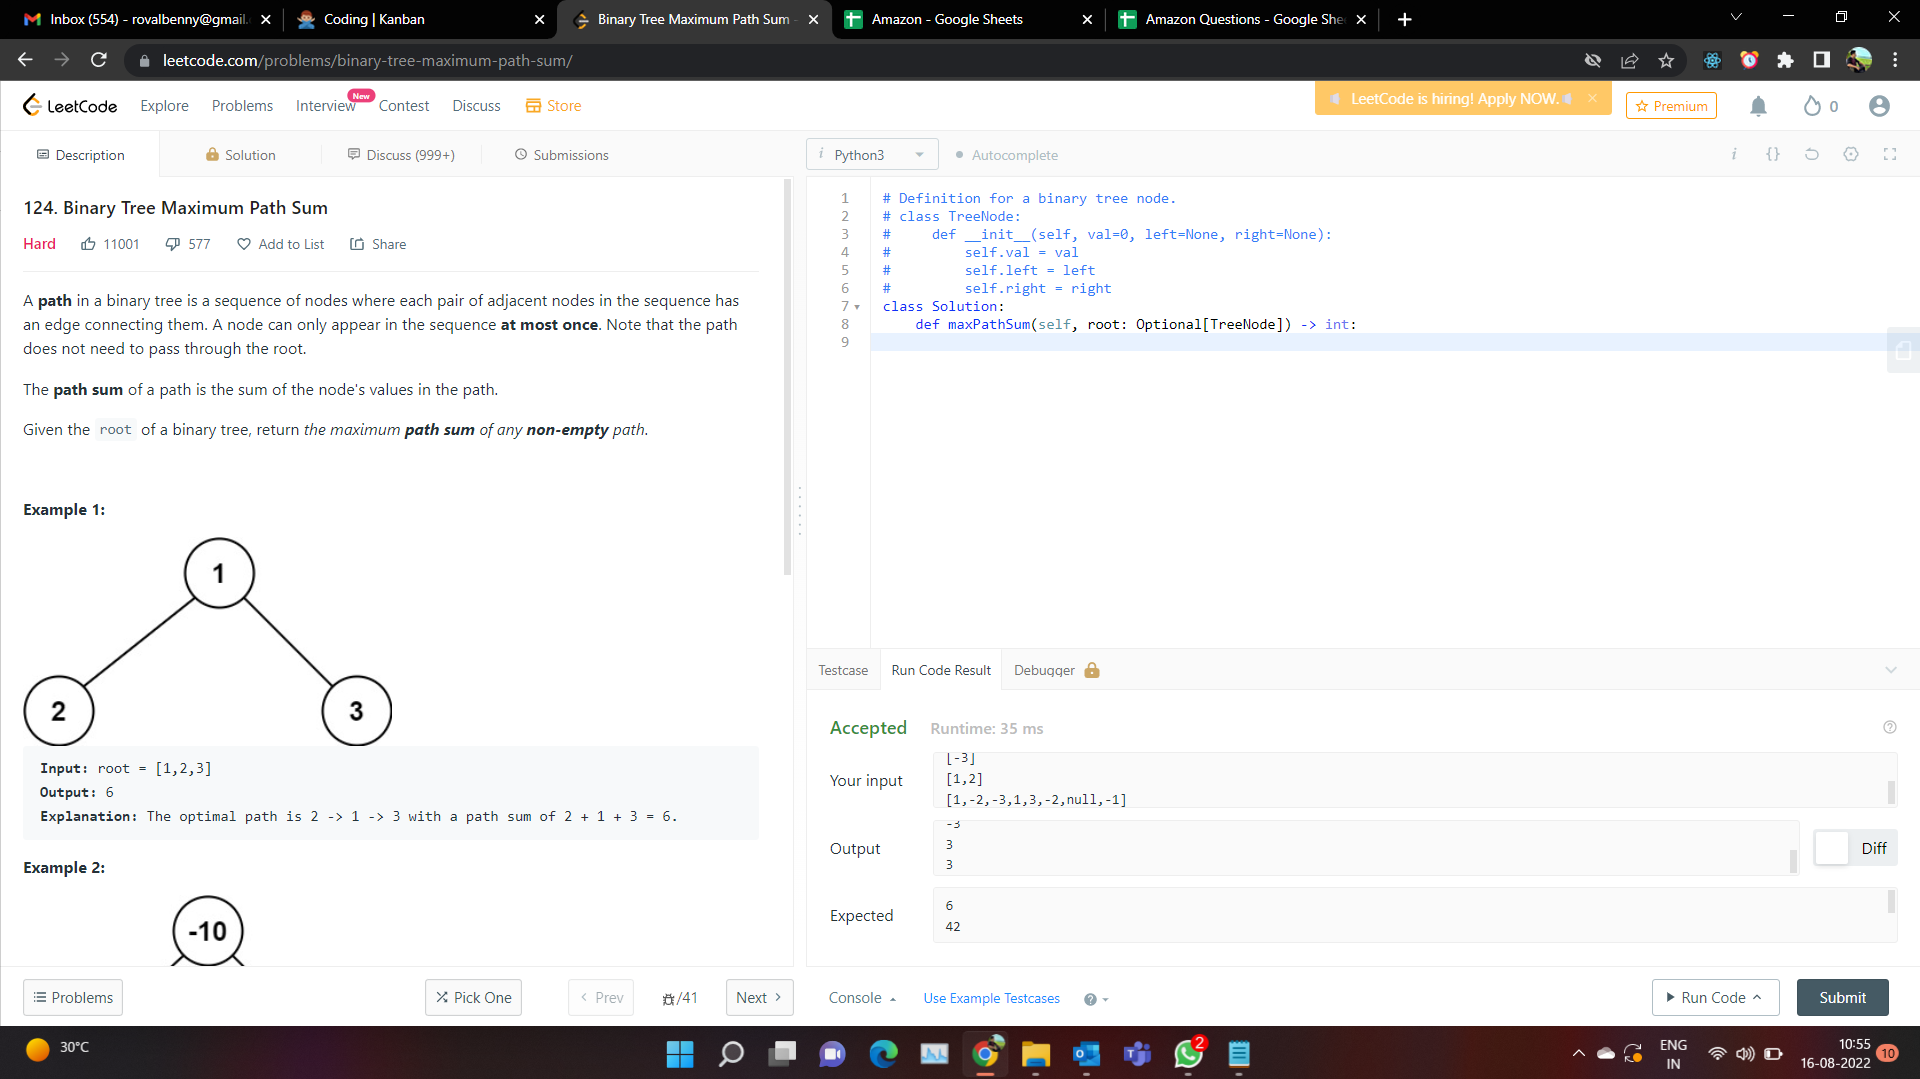 Inbox (554) - rovalbenny@gmail.
Coding | Kanban
Binary Tree Maximum Path Sum -
Amazon - Google Sheets
Amazon Questions - Google She
leetcode.com/problems/binary-tree-maximum-path-sum/
LeetCode
Explore
Problems
Interview
New
Contest
Discuss
Store
LeetCode is hiring! Apply NOW.
Premium
0
Description
Solution
Discuss (999+)
Submissions
i Python3
Autocomplete
i
{}
124. Binary Tree Maximum Path Sum
Hard
11001
577
Add to List
Share
A path in a binary tree is a sequence of nodes where each pair of adjacent nodes in the sequence has
an edge connecting them. A node can only appear in the sequence at most once. Note that the path
does not need to pass through the root.
The path sum of a path is the sum of the node's values in the path.
Given the root of a binary tree, return the maximum path sum of any non-empty path.
Example 1:
1
2
3
Input: root = [1,2,3]
Output: 6
Explanation: The optimal path is 2 -> 1 -> 3 with a path sum of 2 + 1 + 3 = 6.
Example 2:
-10
1 # Definition for a binary tree node.
2 # class TreeNode:
3 #     def __init__(self, val=0, left=None, right=None):
4 #         self.val = val
5 #         self.left = left
6 #         self.right = right
7 class Solution:
8     def maxPathSum(self, root: Optional[TreeNode]) -> int:
9
Testcase
Run Code Result
Debugger
Accepted
Runtime: 35 ms
Your input
[-3]
[1,2]
[1,-2,-3,1,3,-2,null,-1]
Output
-3
3
3
Diff
Expected
6
42
Problems
Pick One
Prev
/41
Next
Console
Use Example Testcases
Run Code
Submit
30°C
2
ENG
IN
10:55
16-08-2022
10